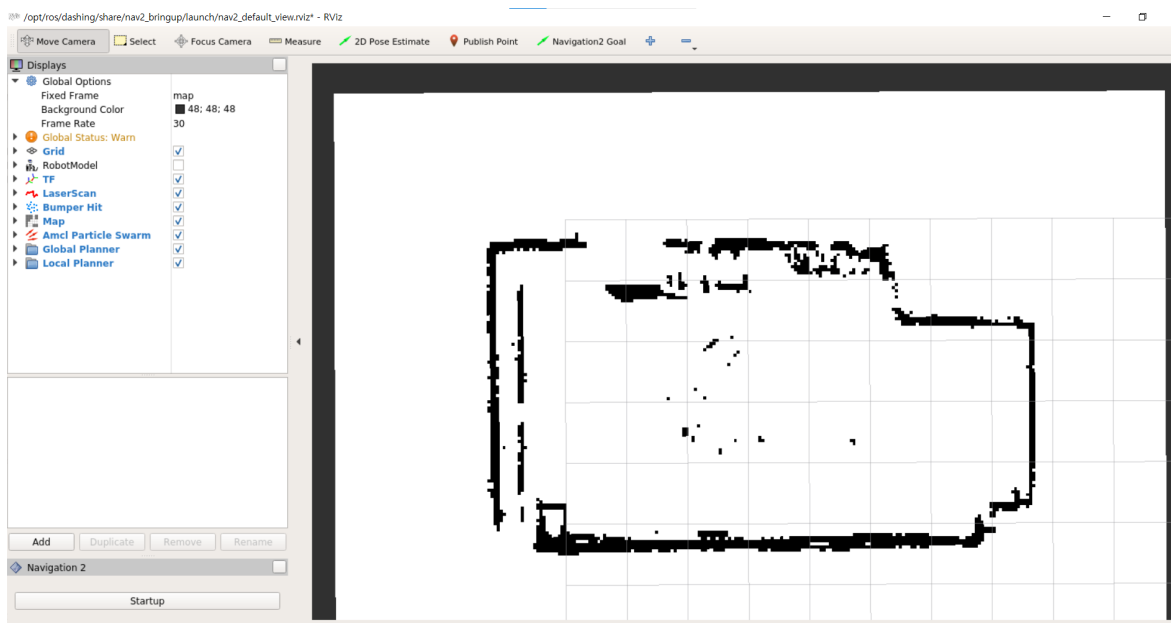 /opt/ros/dashing/share/nav2_bringup/launch/nav2_default_view.rviz* - RViz
Move Camera Select Focus Camera Measure 2D Pose Estimate Publish Point Navigation2 Goal
Displays
Global Options
Fixed Frame map
Background Color 48; 48; 48
Frame Rate 30
Global Status: Warn
Grid
RobotModel
TF
LaserScan
Bumper Hit
Map
Amcl Particle Swarm
Global Planner
Local Planner
Add Duplicate Remove Rename
Navigation 2
Startup